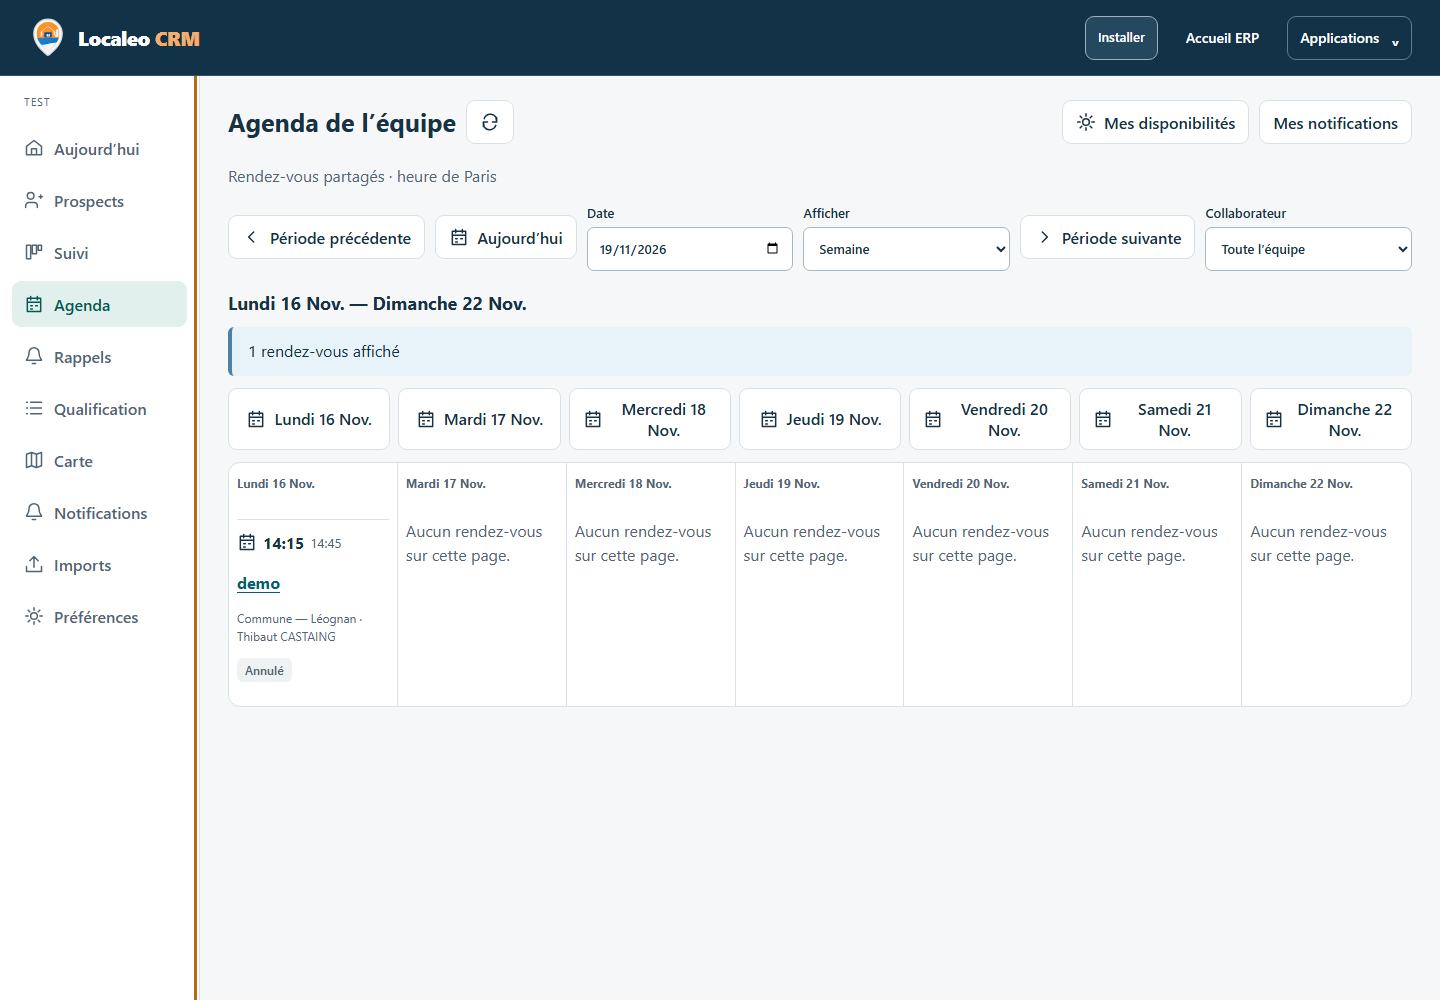 Localeo CRM
Installer
Accueil ERP
Applications
TEST
Aujourd’hui
Prospects
Suivi
Agenda
Rappels
Qualification
Carte
Notifications
Imports
Préférences
Agenda de l’équipe
Mes disponibilités
Mes notifications
Rendez-vous partagés · heure de Paris
Période précédente
Aujourd’hui
Date
19/11/2026
Afficher
Semaine
Période suivante
Collaborateur
Toute l’équipe
Lundi 16 Nov. — Dimanche 22 Nov.
1 rendez-vous affiché
Lundi 16 Nov.
Mardi 17 Nov.
Mercredi 18
Nov.
Jeudi 19 Nov.
Vendredi 20
Nov.
Samedi 21
Nov.
Dimanche 22
Nov.
Lundi 16 Nov.
14:15 14:45
demo
Commune — Léognan ·
Thibaut CASTAING
Annulé
Mardi 17 Nov.
Aucun rendez-vous
sur cette page.
Mercredi 18 Nov.
Aucun rendez-vous
sur cette page.
Jeudi 19 Nov.
Aucun rendez-vous
sur cette page.
Vendredi 20 Nov.
Aucun rendez-vous
sur cette page.
Samedi 21 Nov.
Aucun rendez-vous
sur cette page.
Dimanche 22 Nov.
Aucun rendez-vous
sur cette page.